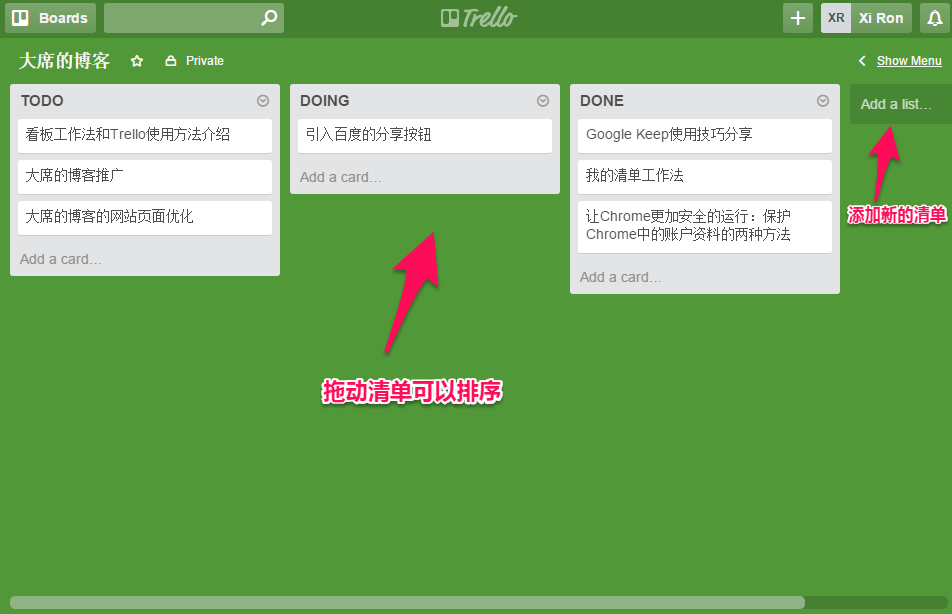 Boards
Trello
XR Xi Ron
大席的博客
Private
Show Menu
TODO
看板工作法和Trello使用方法介绍
大席的博客推广
大席的博客的网站页面优化
Add a card…
DOING
引入百度的分享按钮
Add a card…
DONE
Google Keep使用技巧分享
我的清单工作法
让Chrome更加安全的运行：保护
Chrome中的账户资料的两种方法
Add a card…
Add a list…
添加新的清单
拖动清单可以排序